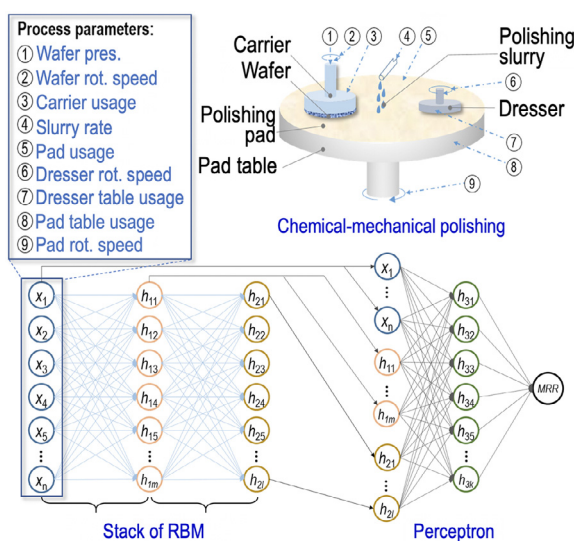 Process parameters:
① Wafer pres.
② Wafer rot. speed
③ Carrier usage
④ Slurry rate
⑤ Pad usage
⑥ Dresser rot. speed
⑦ Dresser table usage
⑧ Pad table usage
⑨ Pad rot. speed
① ② ③ ④ ⑤
Polishing
slurry
Carrier
Wafer
⑥
Dresser
Polishing
pad
Pad table
⑦
⑧
⑨
Chemical-mechanical polishing
x1
x2
x3
x4
x5
xn
h11
h12
h13
h14
h15
h1m
h21
h22
h23
h24
h25
h2l
x1
xn
h11
h1m
h21
h2l
h31
h32
h33
h34
h35
h3k
MRR
Stack of RBM
Perceptron